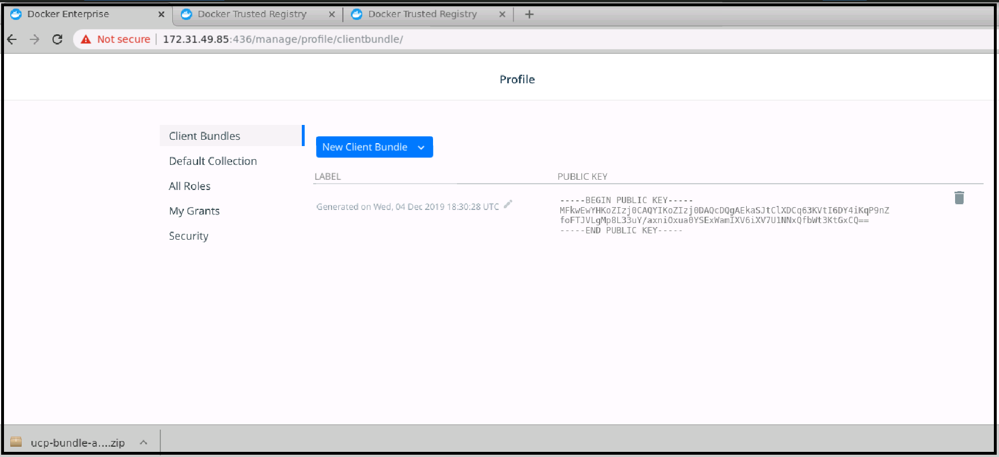 Docker Enterprise
Docker Trusted Registry
Docker Trusted Registry
Not secure
172.31.49.85:436/manage/profile/clientbundle/
Profile
Client Bundles
Default Collection
All Roles
My Grants
Security
New Client Bundle
LABEL
PUBLIC KEY
Generated on Wed, 04 Dec 2019 18:30:28 UTC
-----BEGIN PUBLIC KEY-----
MFkwEwYHKoZIzj0CAQYIKoZIzj0DAQcDQgAEkaSJtClXDCq63KVtI6DY4iKqP9nZ
foFTJVLgMp8L33uY/axniOxua0YSExWamIXV6iXV7U1NNxQfbWt3KtGxCQ==
-----END PUBLIC KEY-----
ucp-bundle-a....zip